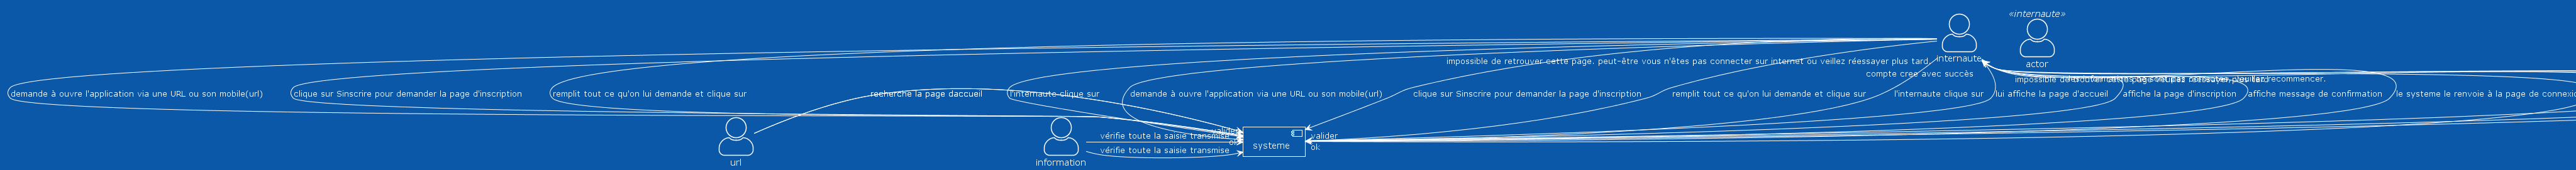 «internaute»
internaute
actor
impossible de retrouver cette page. peut-être vous n'êtes pas connecter sur internet ou veillez réessayer plus tard
compte cree avec succès
demande à ouvre l'application via une URL ou son mobile(url)
clique sur Sinscrire pour demander la page d'inscription
remplit tout ce qu'on lui demande et clique sur
recherche la page daccueil
l'internaute clique sur
demande à ouvre l'application via une URL ou son mobile(url)
clique sur Sinscrire pour demander la page d'inscription
remplit tout ce qu'on lui demande et clique sur
l'internaute clique sur
lui affiche la page d'accueil
affiche la page d'inscription
affiche message de confirmation
le systeme le renvoie à la page de
valider
ok
vérifie toute la saisie transmise
vérifie toute la saisie transmise
valider
ok
systeme
url
information